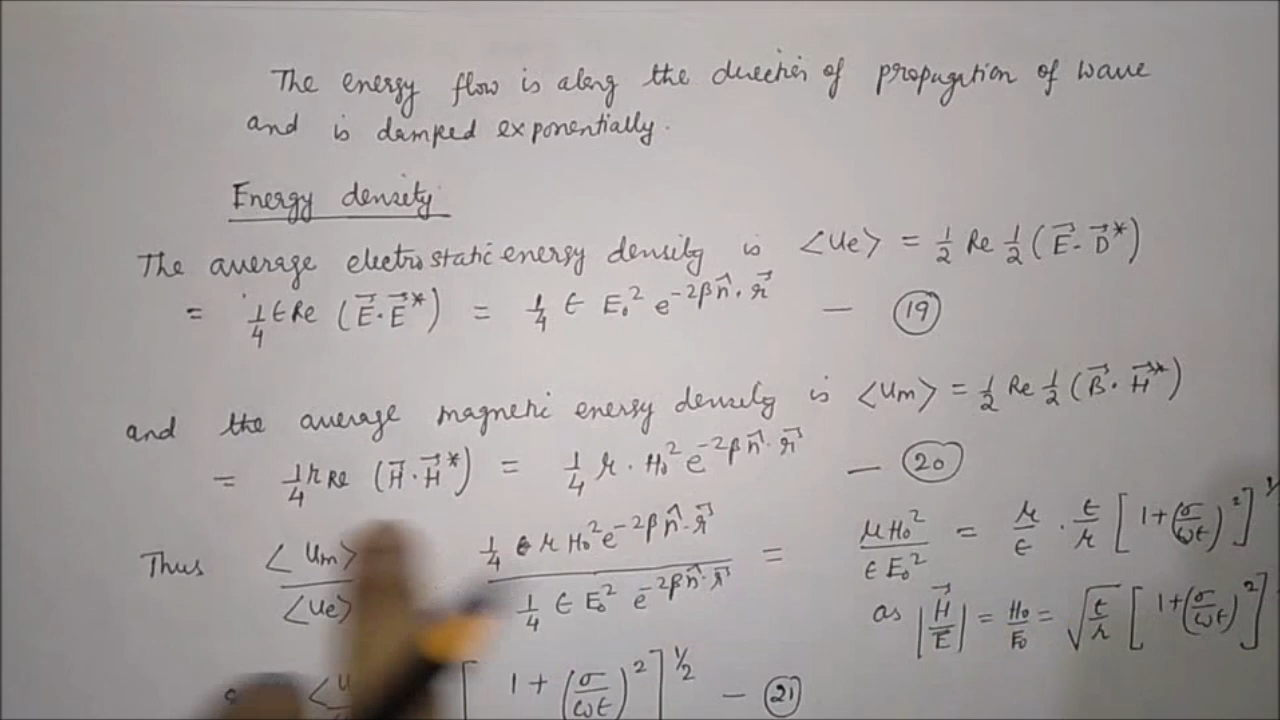 The energy flow is along the direction of propagation of wave
and is damped exponentially.
Energy density
The average electrostatic energy density is <Ue> = 1/2 Re 1/2 (E⃗ · D⃗*)
= 1/4 ϵ Re (E⃗ · E⃗*) = 1/4 ϵ E₀² e^(-2β n̂ · r⃗) — (19)
and the average magnetic energy density is <Um> = 1/2 Re 1/2 (B⃗ · H⃗*)
= 1/4 μ Re (H⃗ · H⃗*) = 1/4 μ · H₀² e^(-2β n̂ · r⃗) — (20)
Thus <Um>/<Ue> 1/4 μ H₀² e^(-2β n̂ · r⃗) / 1/4 ϵ E₀² e^(-2β n̂ · r⃗) = μH₀²/ϵE₀² = μ/ϵ · ϵ/μ [1+(σ/ωϵ)²]^1/
as |H⃗/E| = H₀/E₀ = √(ϵ/μ) [1+(σ/ωϵ)²]
<U [1 + (σ/ωϵ)²]^1/2 — (21)